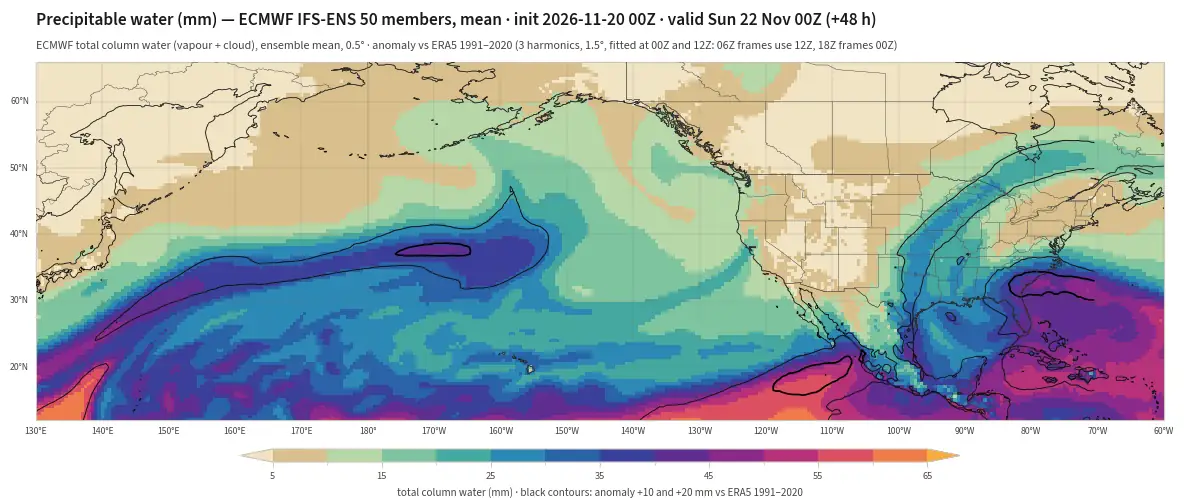 Precipitable water (mm) — ECMWF IFS-ENS 50 members, mean · init 2026-11-20 00Z · valid Sun 22 Nov 00Z (+48 h)
ECMWF total column water (vapour + cloud), ensemble mean, 0.5° · anomaly vs ERA5 1991–2020 (3 harmonics, 1.5°, fitted at 00Z and 12Z: 06Z frames use 12Z, 18Z frames 00Z)
60°N
50°N
40°N
30°N
20°N
130°E 140°E 150°E 160°E 170°E 180° 170°W 160°W 150°W 140°W 130°W 120°W 110°W 100°W 90°W 80°W 70°W 60°W
5 15 25 35 45 55 65
total column water (mm) · black contours: anomaly +10 and +20 mm vs ERA5 1991–2020